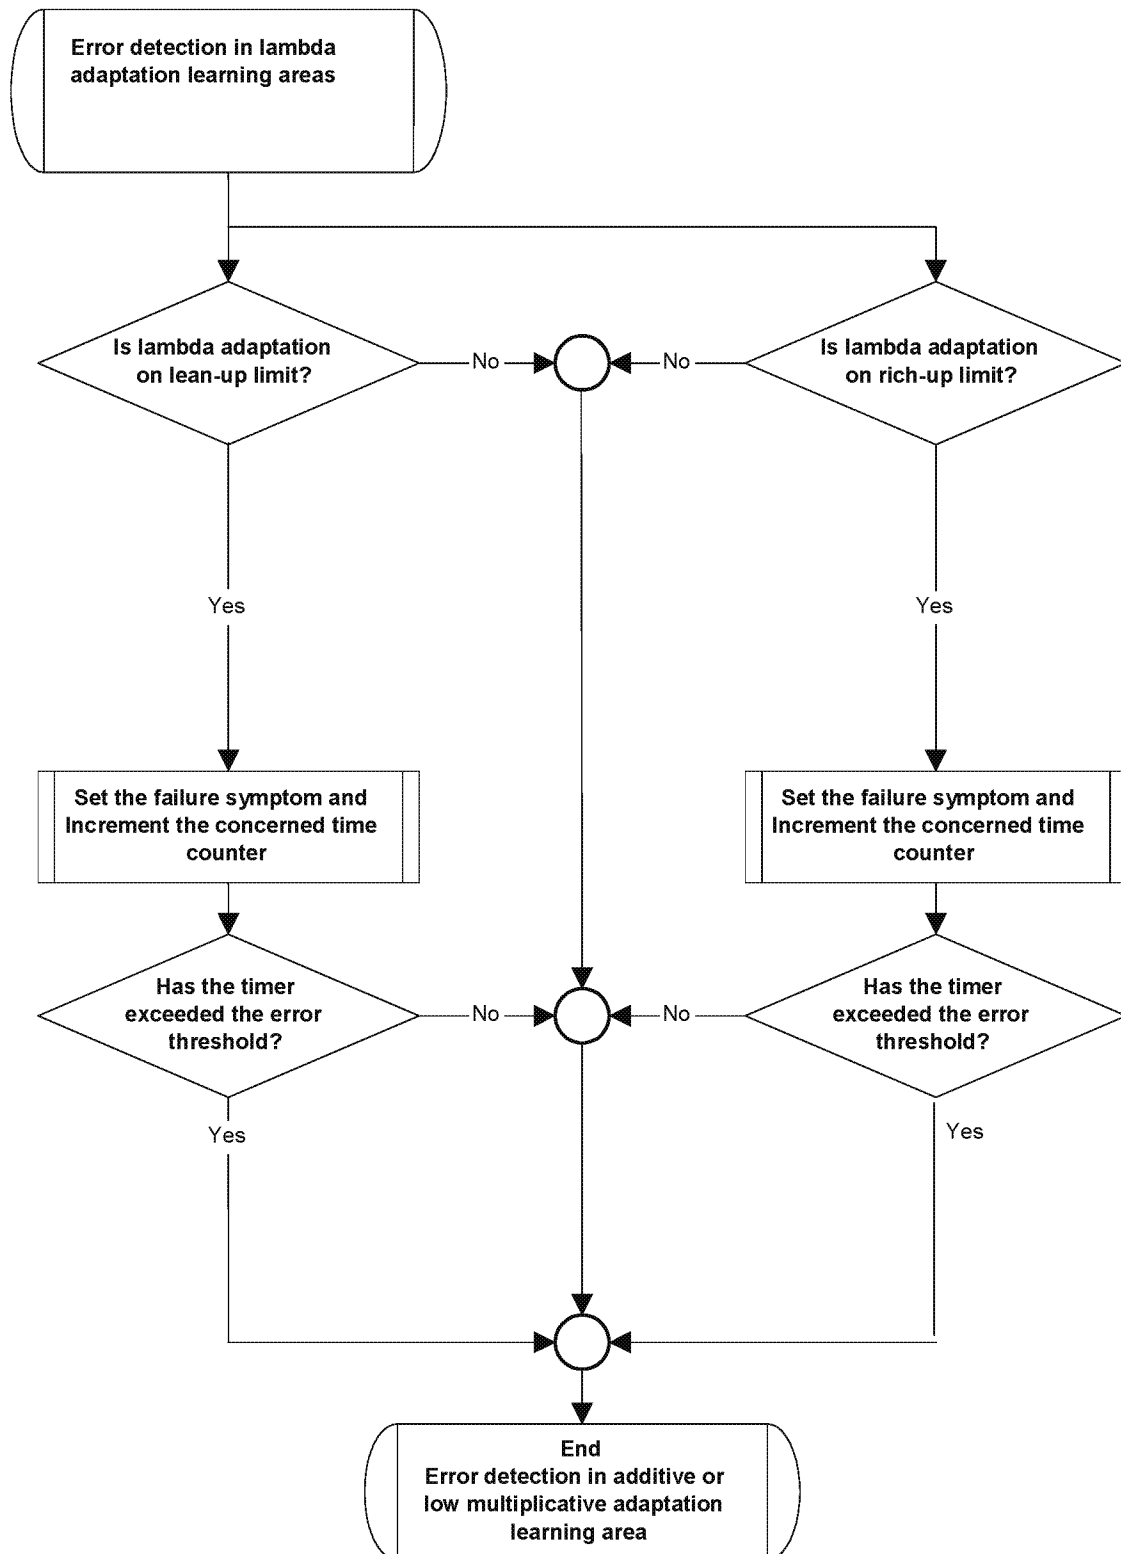 Error detection in lambda
adaptation learning areas
Is lambda adaptation
on lean-up limit?
No
No
Is lambda adaptation
on rich-up limit?
Yes
Yes
Set the failure symptom and
Increment the concerned time
counter
Set the failure symptom and
Increment the concerned time
counter
Has the timer
exceeded the error
threshold?
No
No
Has the timer
exceeded the error
threshold?
Yes
Yes
End
Error detection in additive or
low multiplicative adaptation
learning area